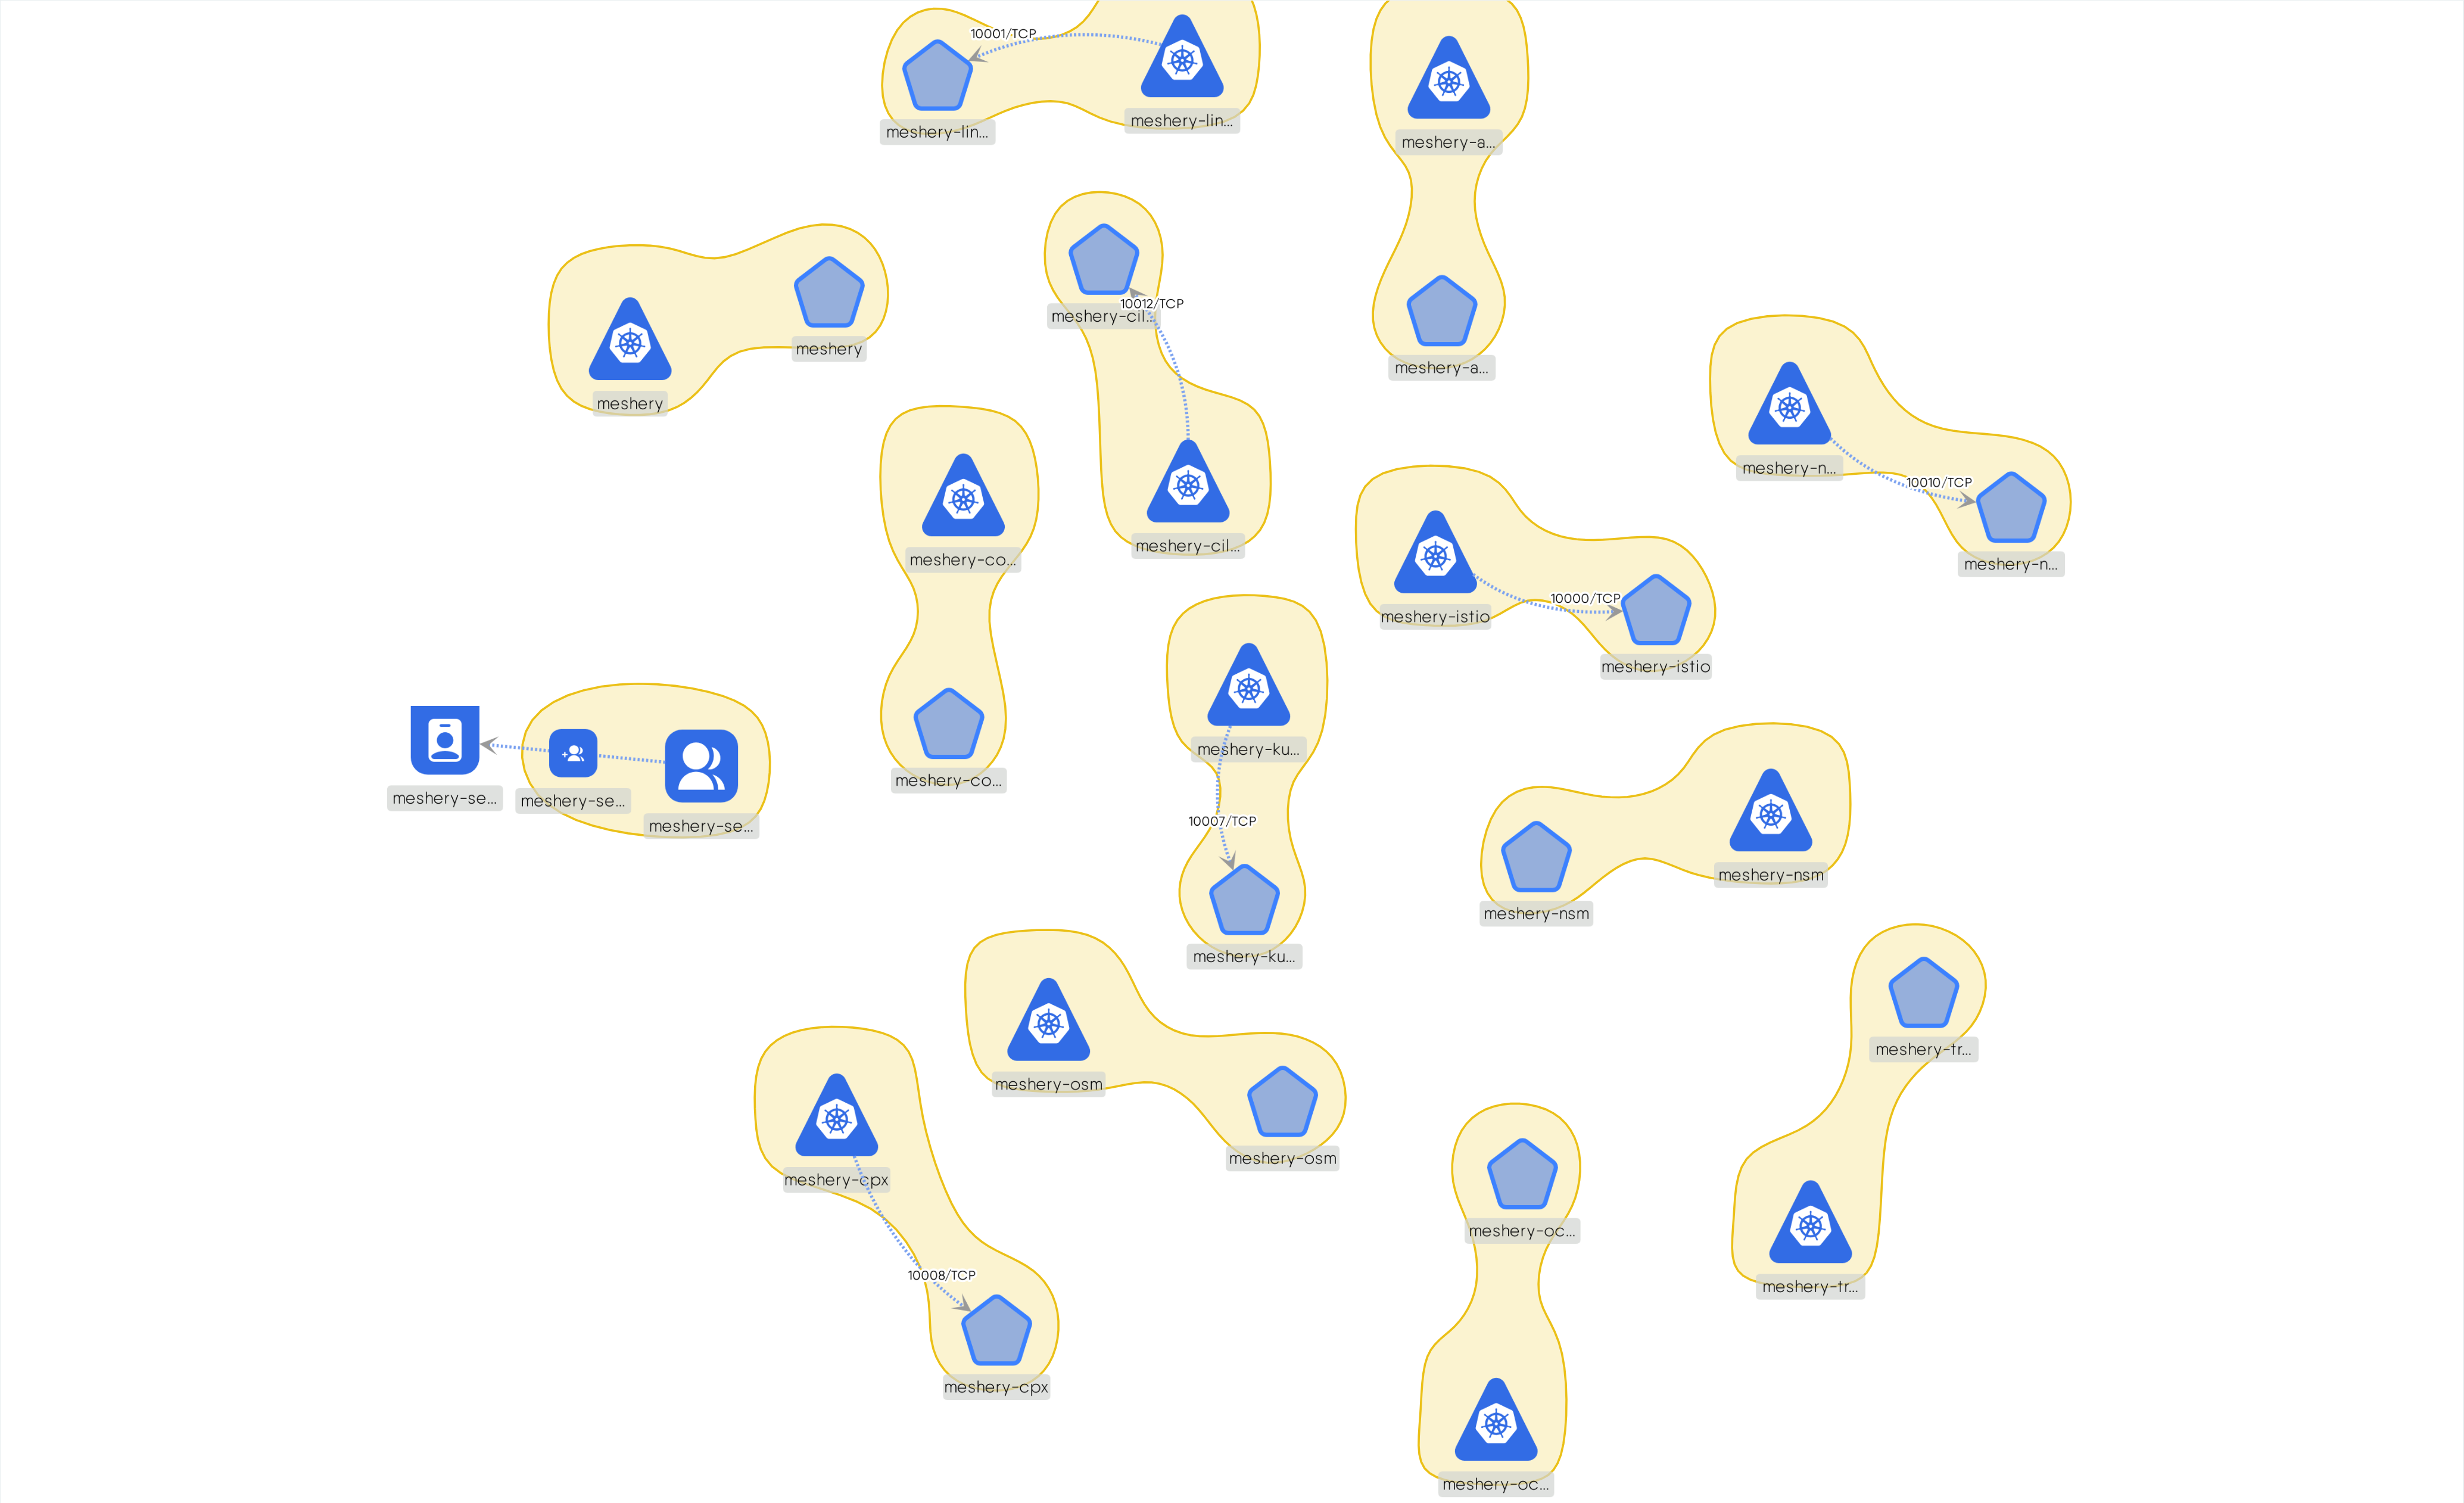 10001/TCP
meshery-lin...
meshery-lin...
meshery-a...
meshery-a...
meshery
meshery
meshery-cil...
10012/TCP
meshery-cil...
meshery-n...
10010/TCP
meshery-n...
meshery-co...
meshery-co...
meshery-istio
10000/TCP
meshery-istio
meshery-ku...
10007/TCP
meshery-ku...
meshery-se...
meshery-se...
meshery-se...
meshery-nsm
meshery-nsm
meshery-osm
meshery-osm
meshery-tr...
meshery-tr...
meshery-cpx
10008/TCP
meshery-cpx
meshery-oc...
meshery-oc...